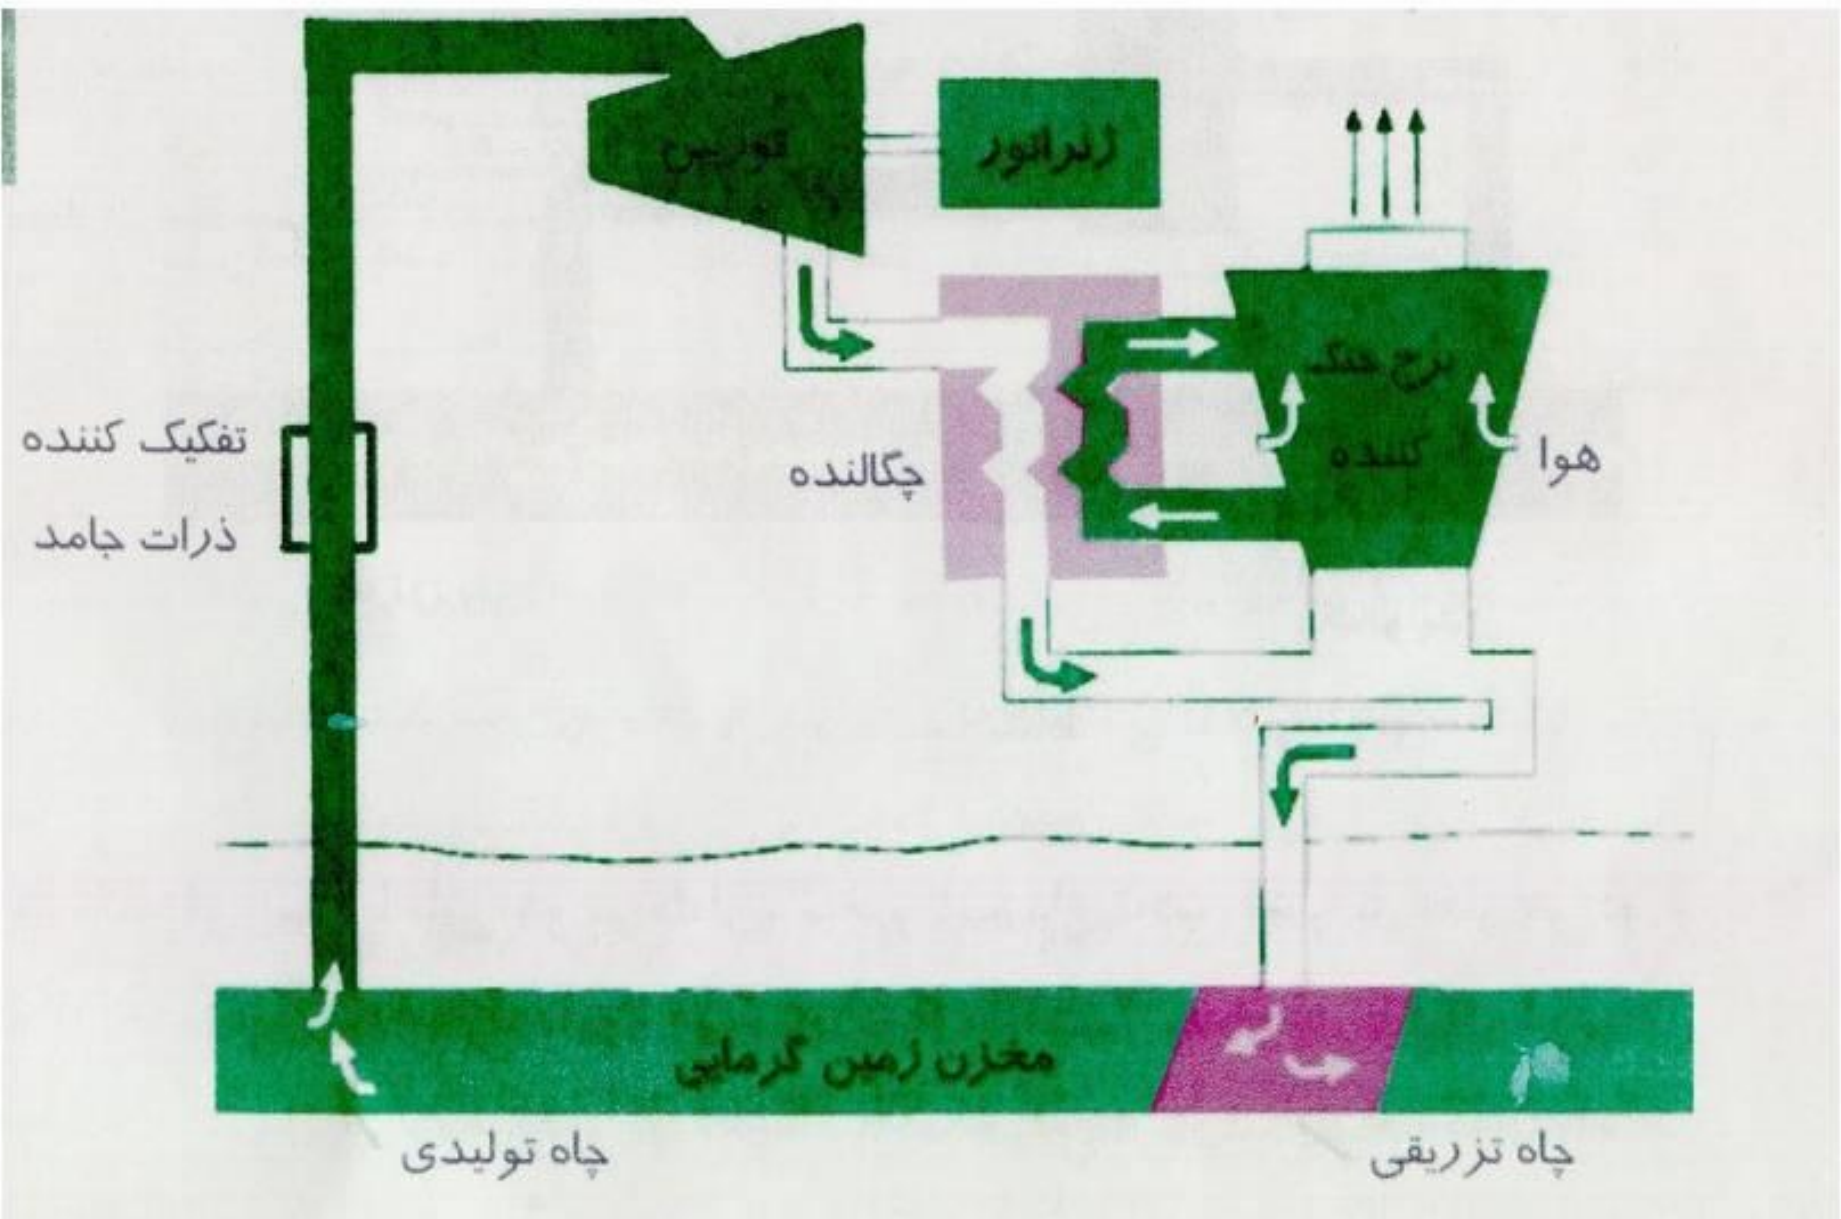 توربین
ژنراتور
برج خنک
کننده
هوا
چگالنده
تفکیک کننده
ذرات جامد
مخزن زمین گرمایی
چاه تولیدی
چاه تزریقی